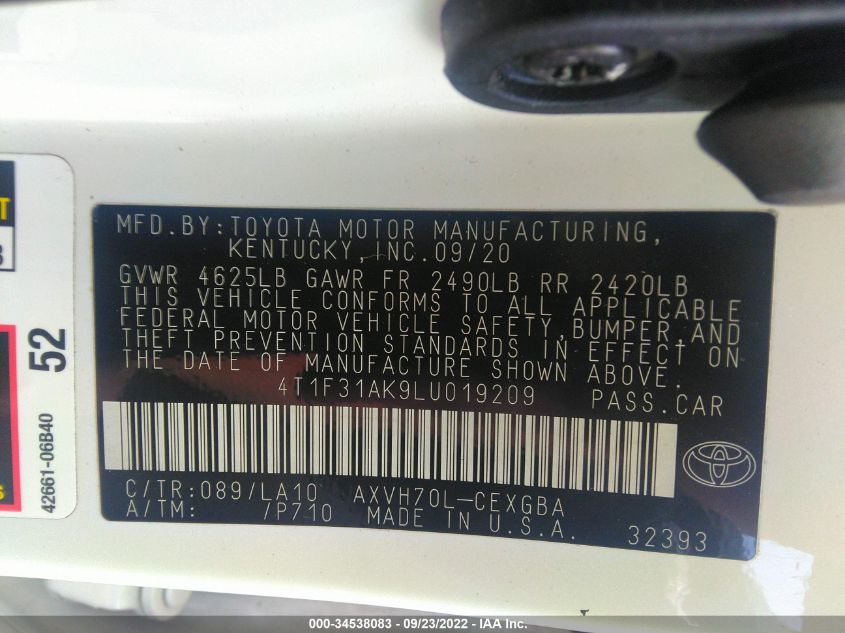 MFD.BY:TOYOTA MOTOR MANUFACTURING,
KENTUCKY,INC.09/20
GVWR 4625LB GAWR FR 2490LB RR 2420LB
THIS VEHICLE CONFORMS TO ALL APPLICABLE
FEDERAL MOTOR VEHICLE SAFETY,BUMPER,AND
THEFT PREVENTION STANDARDS IN EFFECT ON
THE DATE OF MANUFACTURE SHOWN ABOVE.
4T1F31AK9LU019209 PASS.CAR
C/TR:089/LA10 AXVH70L-CEXGBA
A/TM: /P710 MADE IN U.S.A.
32393
52
42661-06B40
000-34538083 - 09/23/2022 - IAA Inc.